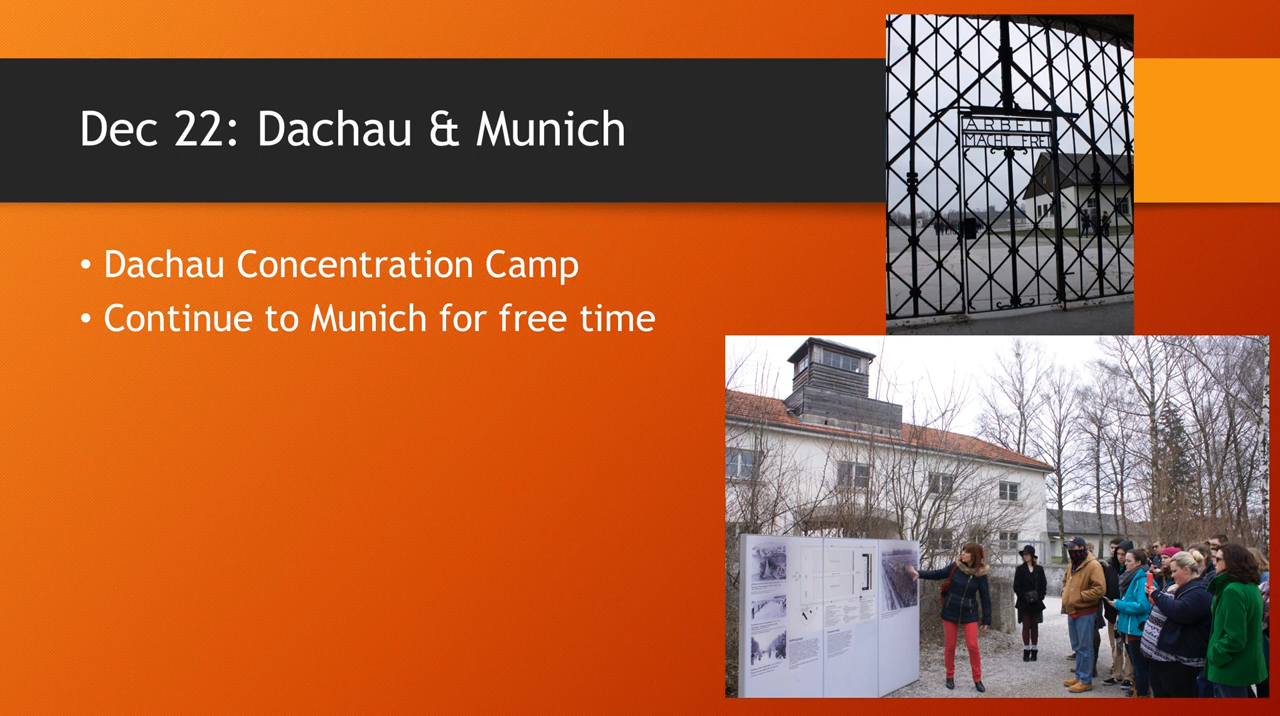 Dec 22: Dachau & Munich
ARBEIT
MACHT FREI
• Dachau Concentration Camp
• Continue to Munich for free time